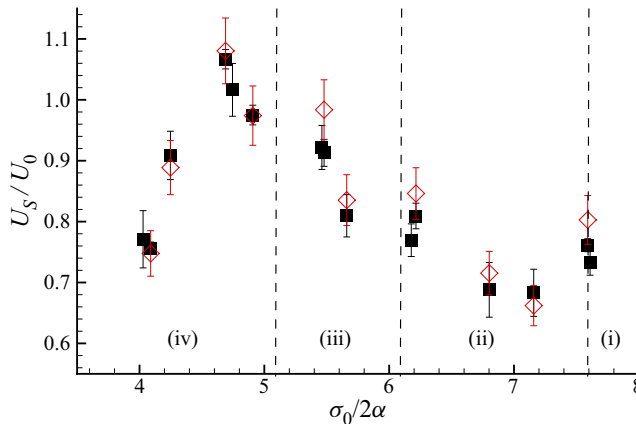 1.1
1.0
0.9
0.8
0.7
0.6
U_S / U_0
(iv)
(iii)
(ii)
(i)
4
5
6
7
8
σ_0/2α